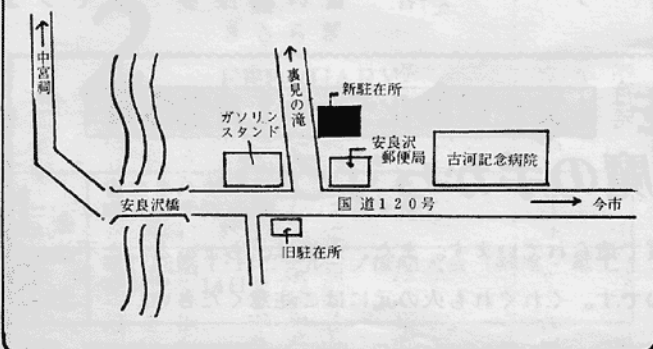 中宮祠
裏見の滝
新駐在所
ガソリン
スタンド
安良沢
郵便局
古河記念病院
安良沢橋
国道120号
今市
旧駐在所